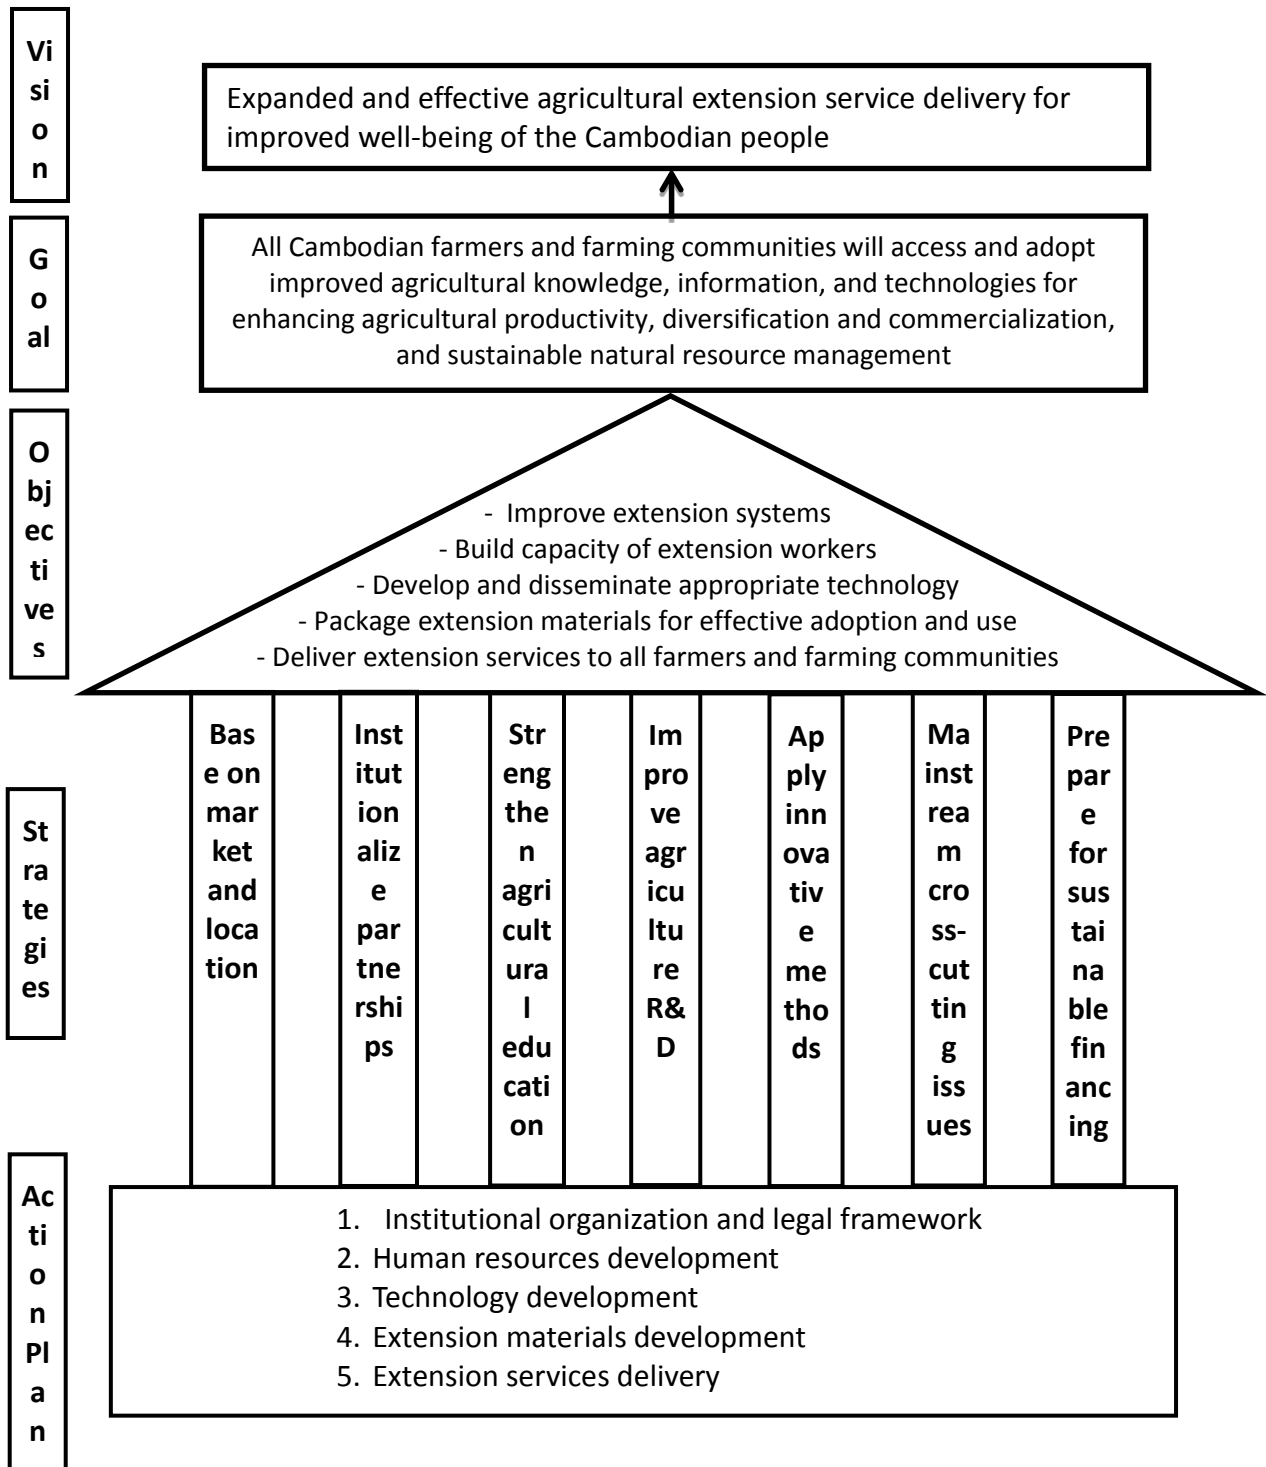 Vi
si
o
n
Expanded and effective agricultural extension service delivery for
improved well-being of the Cambodian people
G
o
al
All Cambodian farmers and farming communities will access and adopt
improved agricultural knowledge, information, and technologies for
enhancing agricultural productivity, diversification and commercialization,
and sustainable natural resource management
O
bj
ec
ti
ve
s
- Improve extension systems
- Build capacity of extension workers
- Develop and disseminate appropriate technology
- Package extension materials for effective adoption and use
- Deliver extension services to all farmers and farming communities
St
ra
te
gi
es
Bas
e on
mar
ket
and
loca
tion
Inst
itut
ion
aliz
e
par
tne
rshi
ps
Str
eng
the
n
agri
cult
ura
l
edu
cati
on
Im
pro
ve
agr
icu
ltu
re
R&
D
Ap
ply
inn
ova
tiv
e
me
tho
ds
Ma
inst
rea
m
cro
ss-
cut
tin
g
iss
ues
Pre
par
e
for
sus
tai
na
ble
fin
anc
ing
Ac
ti
o
n
Pl
a
n
1. Institutional organization and legal framework
2. Human resources development
3. Technology development
4. Extension materials development
5. Extension services delivery